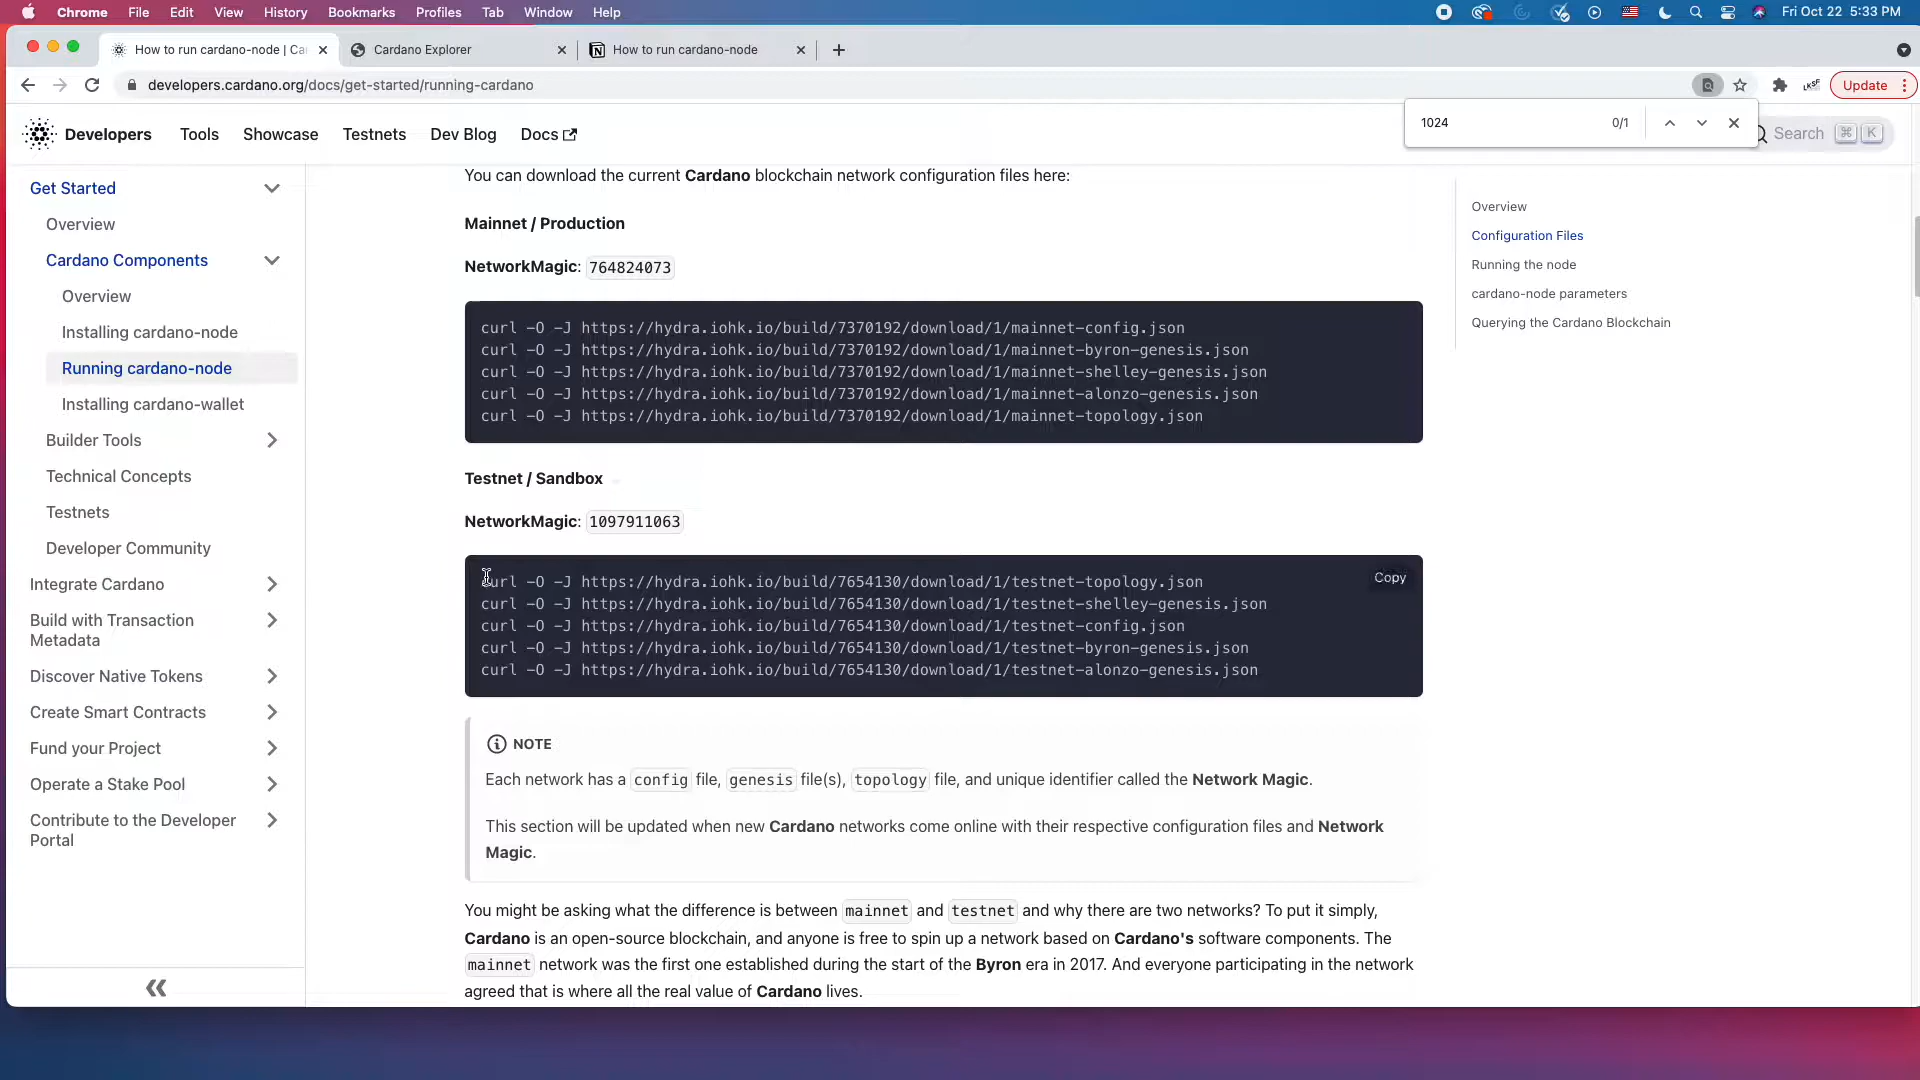 Chrome File Edit View History Bookmarks Profiles Tab Window Help Fri Oct 22 5:33 PM
How to run cardano-node | Ca Cardano Explorer How to run cardano-node
developers.cardano.org/docs/get-started/running-cardano Update
1024 0/1
Developers Tools Showcase Testnets Dev Blog Docs Search ⌘ K
Get Started
Overview
Cardano Components
Overview
Installing cardano-node
Running cardano-node
Installing cardano-wallet
Builder Tools
Technical Concepts
Testnets
Developer Community
Integrate Cardano
Build with Transaction
Metadata
Discover Native Tokens
Create Smart Contracts
Fund your Project
Operate a Stake Pool
Contribute to the Developer
Portal
You can download the current Cardano blockchain network configuration files here:
Mainnet / Production
NetworkMagic: 764824073
curl -O -J https://hydra.iohk.io/build/7370192/download/1/mainnet-config.json
curl -O -J https://hydra.iohk.io/build/7370192/download/1/mainnet-byron-genesis.json
curl -O -J https://hydra.iohk.io/build/7370192/download/1/mainnet-shelley-genesis.json
curl -O -J https://hydra.iohk.io/build/7370192/download/1/mainnet-alonzo-genesis.json
curl -O -J https://hydra.iohk.io/build/7370192/download/1/mainnet-topology.json
Testnet / Sandbox
NetworkMagic: 1097911063
Copy
curl -O -J https://hydra.iohk.io/build/7654130/download/1/testnet-topology.json
curl -O -J https://hydra.iohk.io/build/7654130/download/1/testnet-shelley-genesis.json
curl -O -J https://hydra.iohk.io/build/7654130/download/1/testnet-config.json
curl -O -J https://hydra.iohk.io/build/7654130/download/1/testnet-byron-genesis.json
curl -O -J https://hydra.iohk.io/build/7654130/download/1/testnet-alonzo-genesis.json
NOTE
Each network has a config file, genesis file(s), topology file, and unique identifier called the Network Magic.
This section will be updated when new Cardano networks come online with their respective configuration files and Network
Magic.
You might be asking what the difference is between mainnet and testnet and why there are two networks? To put it simply,
Cardano is an open-source blockchain, and anyone is free to spin up a network based on Cardano's software components. The
mainnet network was the first one established during the start of the Byron era in 2017. And everyone participating in the network
agreed that is where all the real value of Cardano lives.
Overview
Configuration Files
Running the node
cardano-node parameters
Querying the Cardano Blockchain